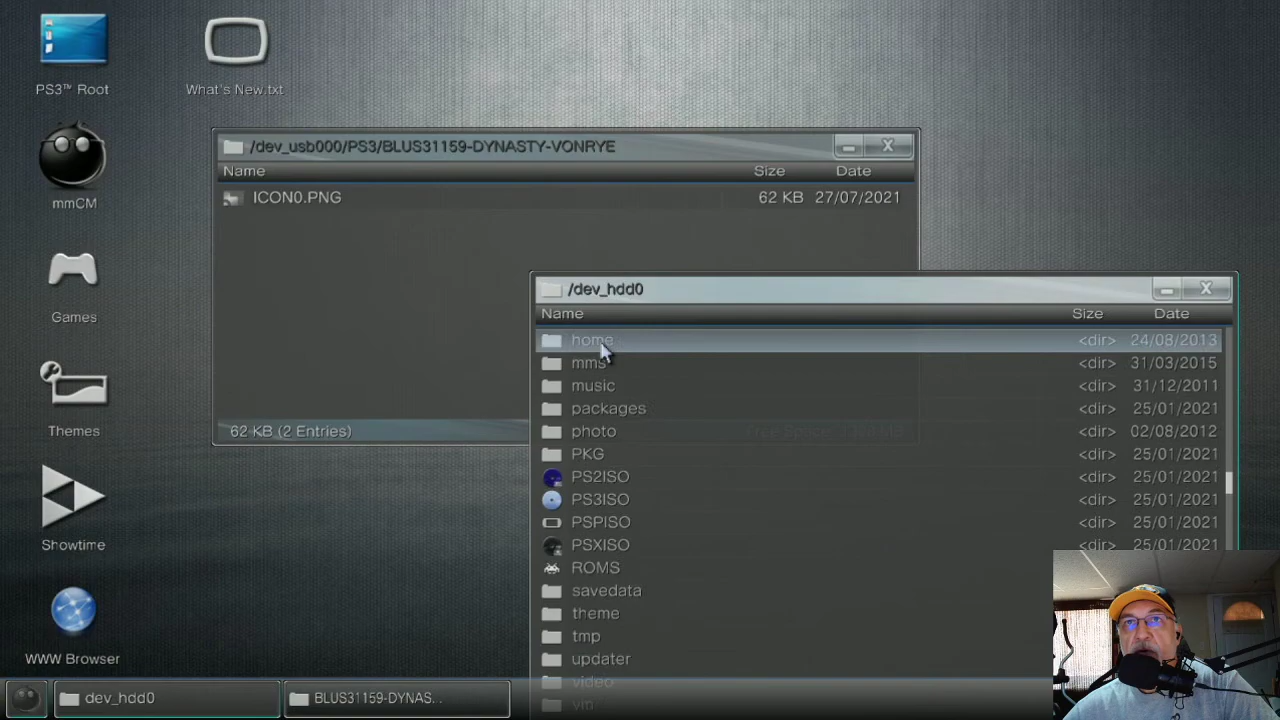 PS3™ Root
What's New.txt
mmCM
Games
Themes
Showtime
WWW Browser
/dev_usb000/PS3/BLUS31159-DYNASTY-VONRYE
X
Name Size Date
ICON0.PNG 62 KB 27/07/2021
62 KB (2 Entries)
/dev_hdd0
X
Name Size Date
home <dir> 24/08/2013
mms <dir> 31/03/2015
music <dir> 31/12/2011
packages <dir> 25/01/2021
photo <dir> 02/08/2012
PKG <dir> 25/01/2021
PS2ISO <dir> 25/01/2021
PS3ISO <dir> 25/01/2021
PSPISO <dir> 25/01/2021
PSXISO <dir> 25/01/2021
ROMS
savedata
theme
tmp
updater
video
vm
dev_hdd0
BLUS31159-DYNAS...